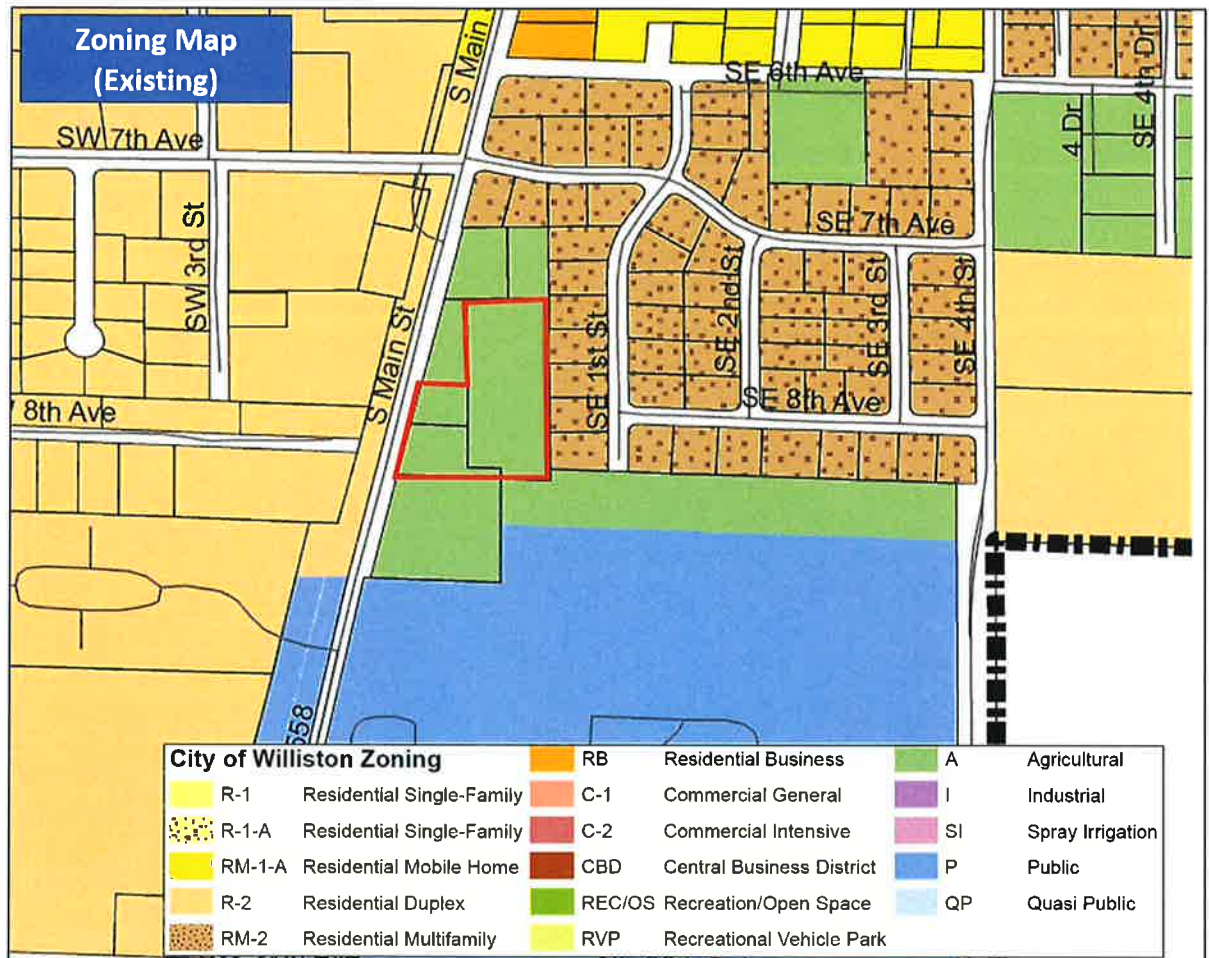 Zoning Map
(Existing)
S Main S
SE 6th Ave
SW 7th Ave
4 Dr
SE 4th Dr
SW 3rd St
SE 7th Ave
S Main St
SE 1st St
SE 2nd St
SE 3rd St
SE 4th St
8th Ave
SE 8th Ave
558
City of Williston Zoning
R-1 Residential Single-Family
R-1-A Residential Single-Family
RM-1-A Residential Mobile Home
R-2 Residential Duplex
RM-2 Residential Multifamily
RB Residential Business
C-1 Commercial General
C-2 Commercial Intensive
CBD Central Business District
REC/OS Recreation/Open Space
RVP Recreational Vehicle Park
A Agricultural
I Industrial
SI Spray Irrigation
P Public
QP Quasi Public